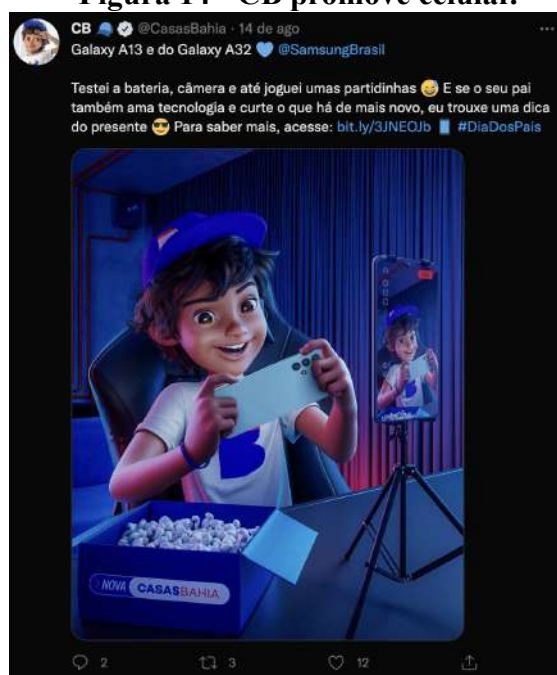 Figura 14 - CB promove celular.
CB @CasasBahia · 14 de ago
Galaxy A13 e do Galaxy A32 💙 @SamsungBrasil
Testei a bateria, câmera e até joguei umas partidinhas 😅 E se o seu pai
também ama tecnologia e curte o que há de mais novo, eu trouxe uma dica
do presente 😎 Para saber mais, acesse: bit.ly/3JNEOJb 📱 #DiaDosPais
NOVA CASASBAHIA
2 3 12